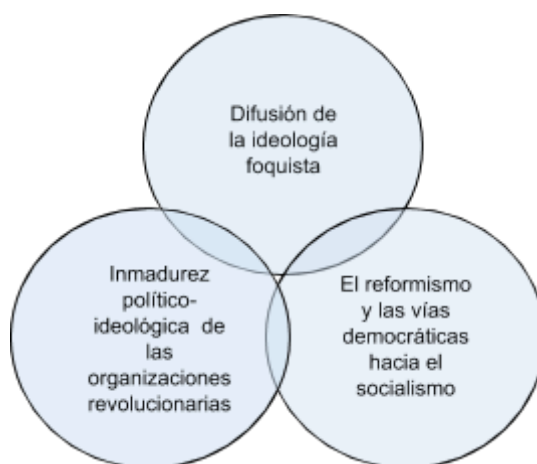 Difusión de
la ideología
foquista
Inmadurez
político-
ideológica de
las
organizaciones
revolucionarias
El reformismo
y las vías
democráticas
hacia el
socialismo